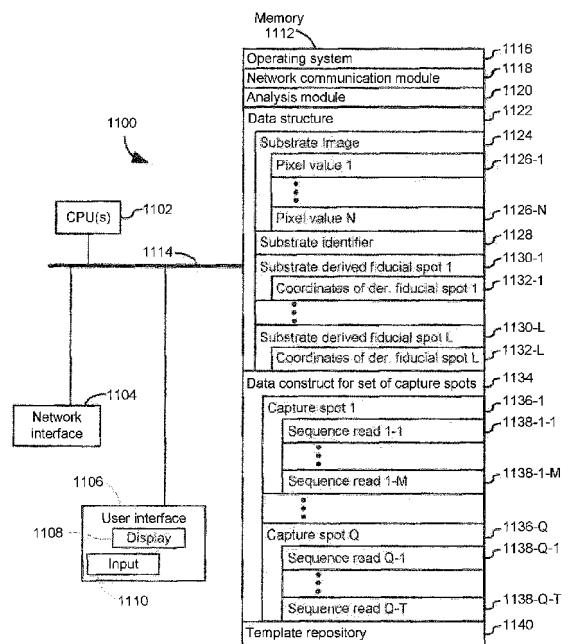 Memory
1112
1100
CPU(s)
1102
1114
Network interface
1104
1106
User interface
1108
Display
Input
1110
Operating system
1116
Network communication module
1118
Analysis module
1120
Data structure
1122
Substrate Image
1124
Pixel value 1
1126-1
Pixel value N
1126-N
Substrate identifier
1128
Substrate derived fiducial spot 1
1130-1
Coordinates of der. fiducial spot 1
1132-1
Substrate derived fiducial spot L
1130-L
Coordinates of der. fiducial spot L
1132-L
Data construct for set of capture spots
1134
Capture spot 1
1136-1
Sequence read 1-1
1138-1-1
Sequence read 1-M
1138-1-M
Capture spot Q
1136-Q
Sequence read Q-1
1138-Q-1
Sequence read Q-T
1138-Q-T
Template repository
1140